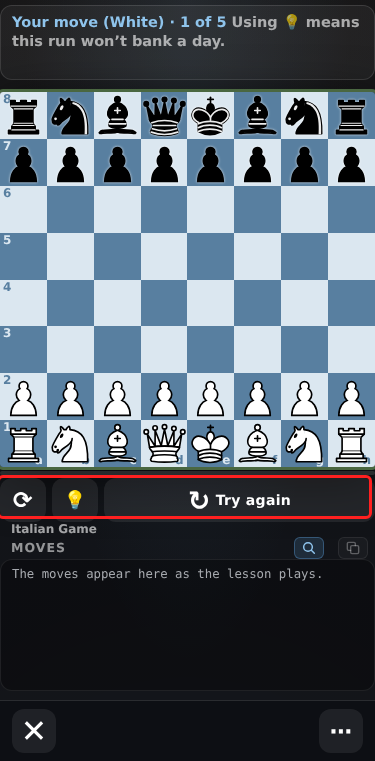 Your move (White) · 1 of 5 Using 💡 means
this run won’t bank a day.
8
7
6
5
4
3
2
1
d
e
f
g
Try again
Italian Game
MOVES
The moves appear here as the lesson plays.